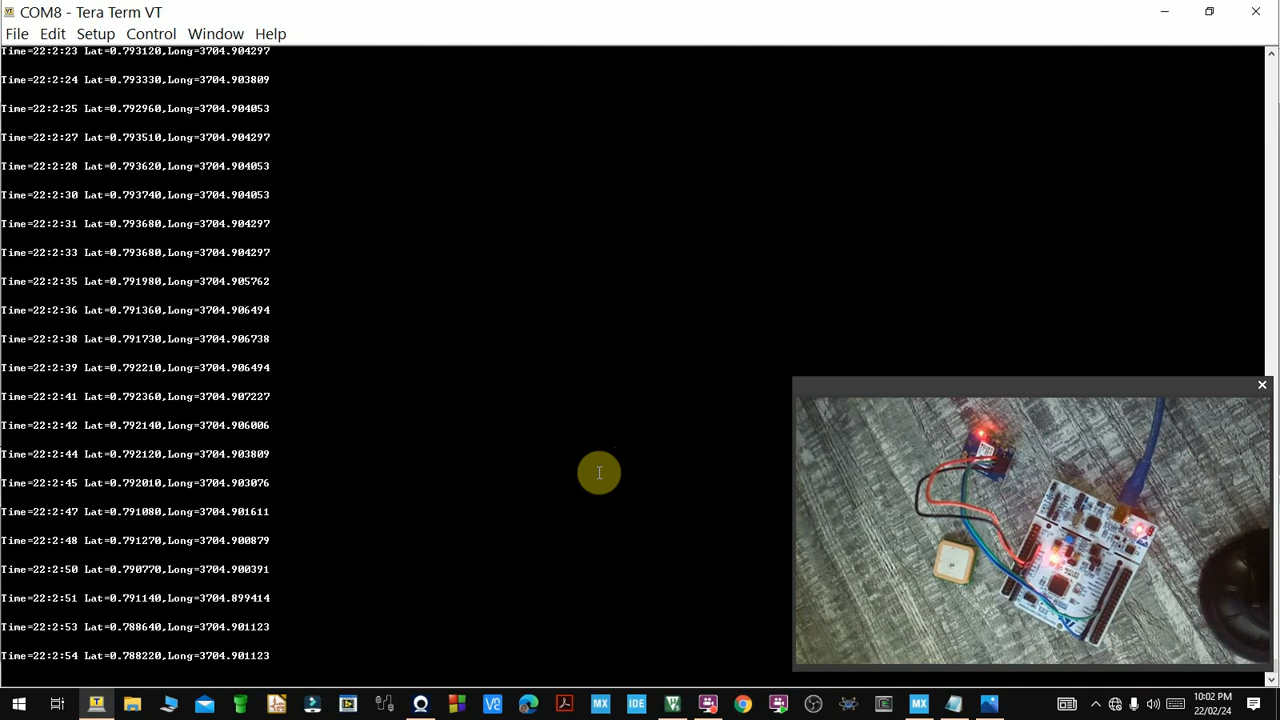 COM8 - Tera Term VT
File Edit Setup Control Window Help
Time=22:2:23 Lat=0.793120,Long=3704.904297
Time=22:2:24 Lat=0.793330,Long=3704.903809
Time=22:2:25 Lat=0.792960,Long=3704.904053
Time=22:2:27 Lat=0.793510,Long=3704.904297
Time=22:2:28 Lat=0.793620,Long=3704.904053
Time=22:2:30 Lat=0.793740,Long=3704.904053
Time=22:2:31 Lat=0.793680,Long=3704.904297
Time=22:2:33 Lat=0.793680,Long=3704.904297
Time=22:2:35 Lat=0.791980,Long=3704.905762
Time=22:2:36 Lat=0.791360,Long=3704.906494
Time=22:2:38 Lat=0.791730,Long=3704.906738
Time=22:2:39 Lat=0.792210,Long=3704.906494
Time=22:2:41 Lat=0.792360,Long=3704.907227
Time=22:2:42 Lat=0.792140,Long=3704.906006
Time=22:2:44 Lat=0.792120,Long=3704.903809
Time=22:2:45 Lat=0.792010,Long=3704.903076
Time=22:2:47 Lat=0.791080,Long=3704.901611
Time=22:2:48 Lat=0.791270,Long=3704.900879
Time=22:2:50 Lat=0.790770,Long=3704.900391
Time=22:2:51 Lat=0.791140,Long=3704.899414
Time=22:2:53 Lat=0.788640,Long=3704.901123
Time=22:2:54 Lat=0.788220,Long=3704.901123
MX IDE MX
10:02 PM
22/02/24